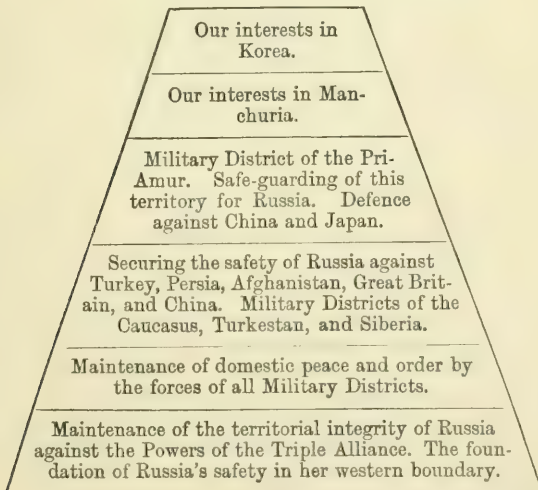 Our interests in
Korea.
Our interests in Man-
churia.
Military District of the Pri-
Amur. Safe-guarding of this
territory for Russia. Defence
against China and Japan.
Securing the safety of Russia against
Turkey, Persia, Afghanistan, Great Brit-
ain, and China. Military Districts of the
Caucasus, Turkestan, and Siberia.
Maintenance of domestic peace and order by
the forces of all Military Districts.
Maintenance of the territorial integrity of Russia
against the Powers of the Triple Alliance. The foun-
dation of Russia's safety in her western boundary.